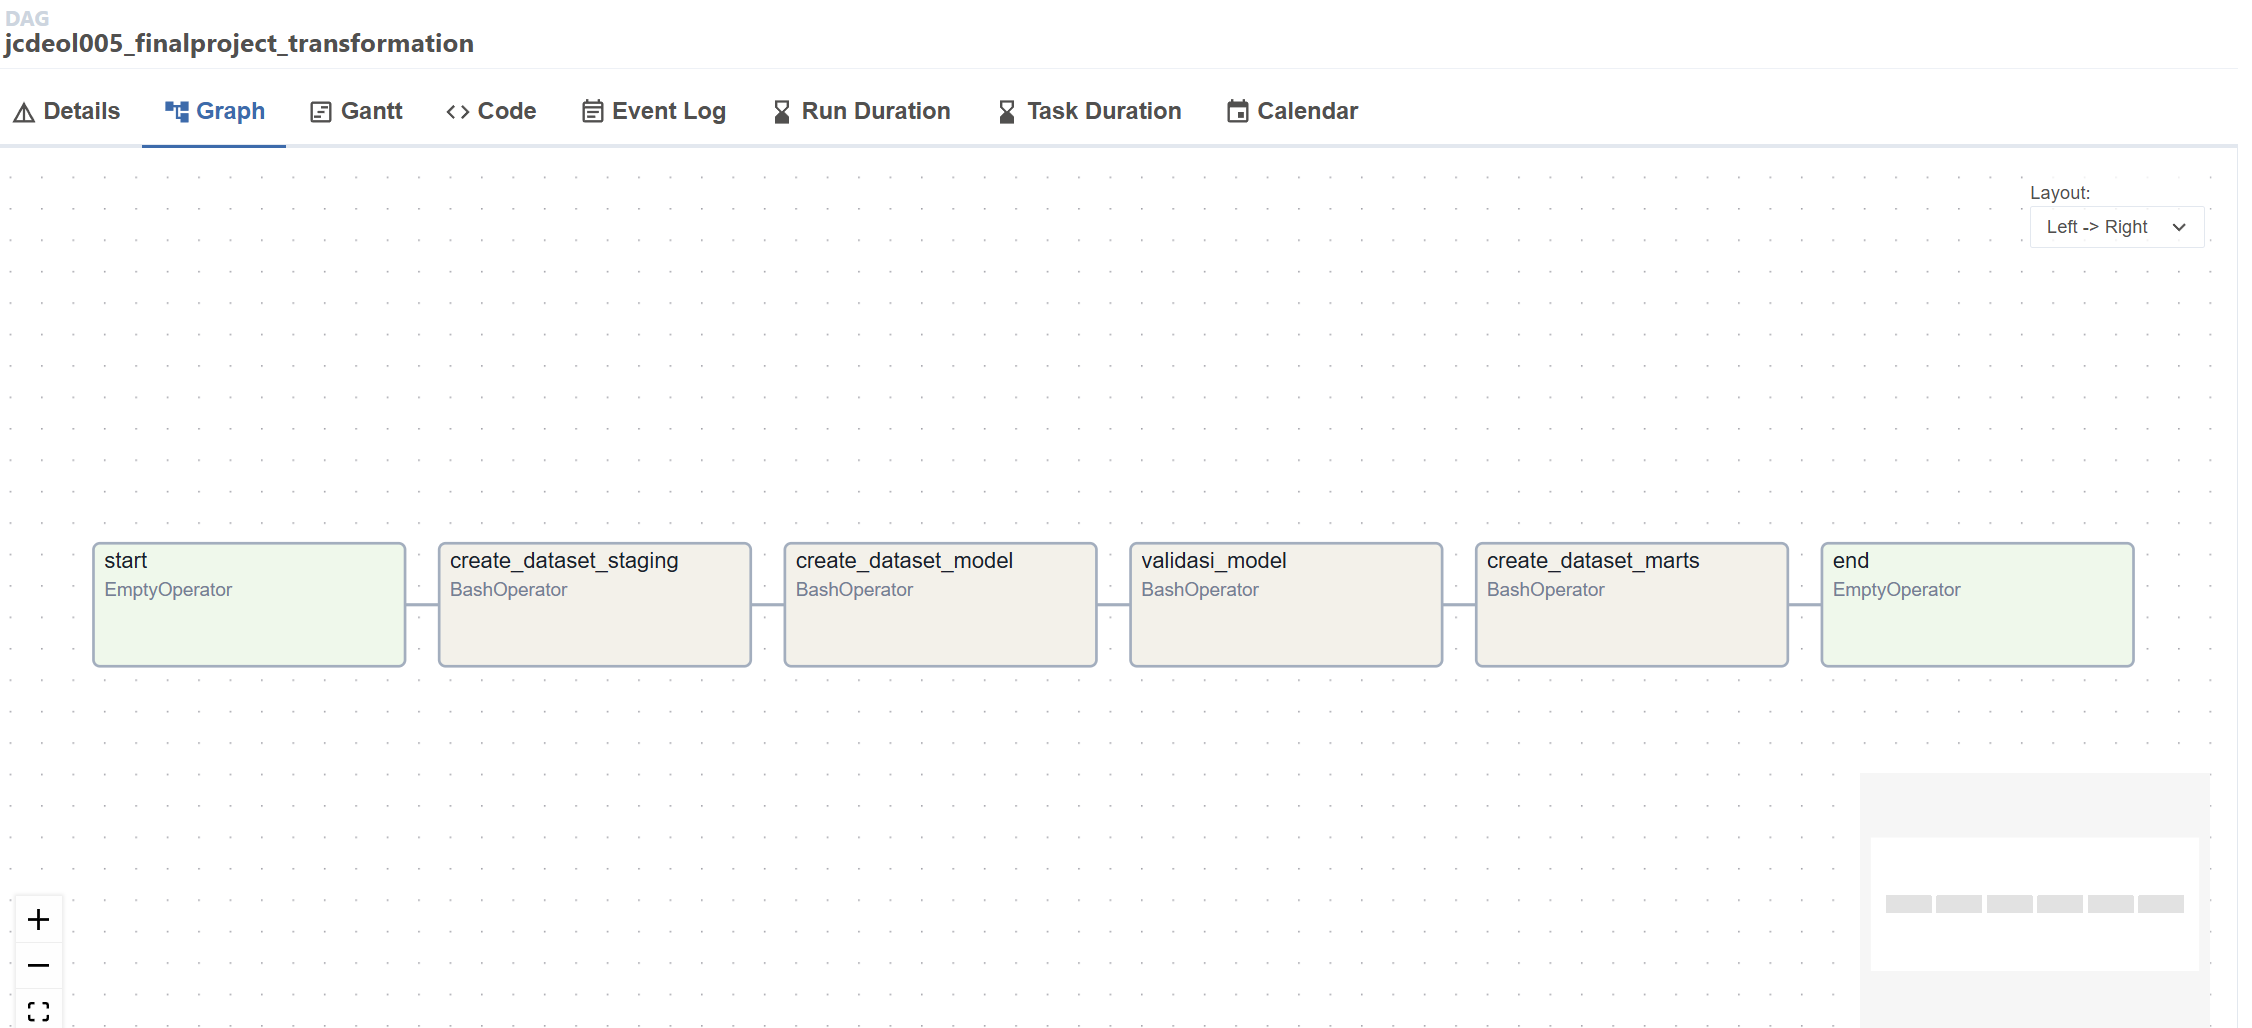 DAG
jcdeol005_finalproject_transformation
Details Graph Gantt Code Event Log Run Duration Task Duration Calendar
Layout:
Left -> Right
start
EmptyOperator
create_dataset_staging
BashOperator
create_dataset_model
BashOperator
validasi_model
BashOperator
create_dataset_marts
BashOperator
end
EmptyOperator